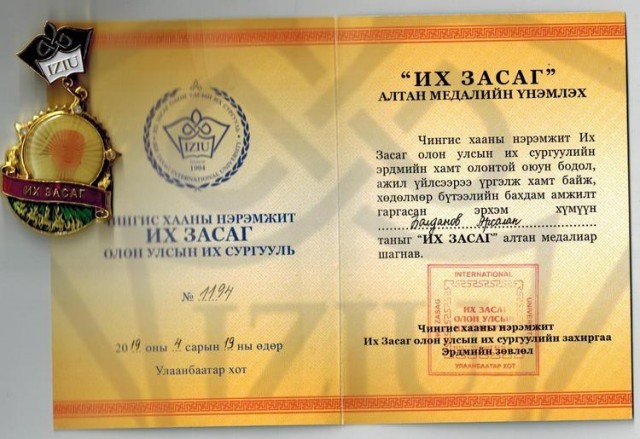 IZIU
ИХ ЗАСАГ
IZIU
1994
ЧИНГИС ХААНЫ НЭРЭМЖИТ
ИХ ЗАСАГ
ОЛОН УЛСЫН ИХ СУРГУУЛЬ
№ 1194
2019 оны 4 сарын 19 ны өдөр
Улаанбаатар хот
“ИХ ЗАСАГ”
АЛТАН МЕДАЛИЙН ҮНЭМЛЭХ
Чингис хааны нэрэмжит Их
Засаг олон улсын их сургуулийн
эрдмийн хамт олонтой оюун бодол,
ажил үйлсээрээ үргэлж хамт байж,
хөдөлмөр бүтээлийн бахдам амжилт
гаргасан эрхэм хүмүүн
Арсалан
таныг “ИХ ЗАСАГ” алтан медалиар
шагнав.
INTERNATIONAL
ИХ ЗАСАГ
ОЛОН УЛСЫН
Чингис хааны нэрэмжит
Их Засаг олон улсын их сургуулийн захиргаа
Эрдмийн зөвлөл
УЛААНБААТАР ХОТ
IZIU